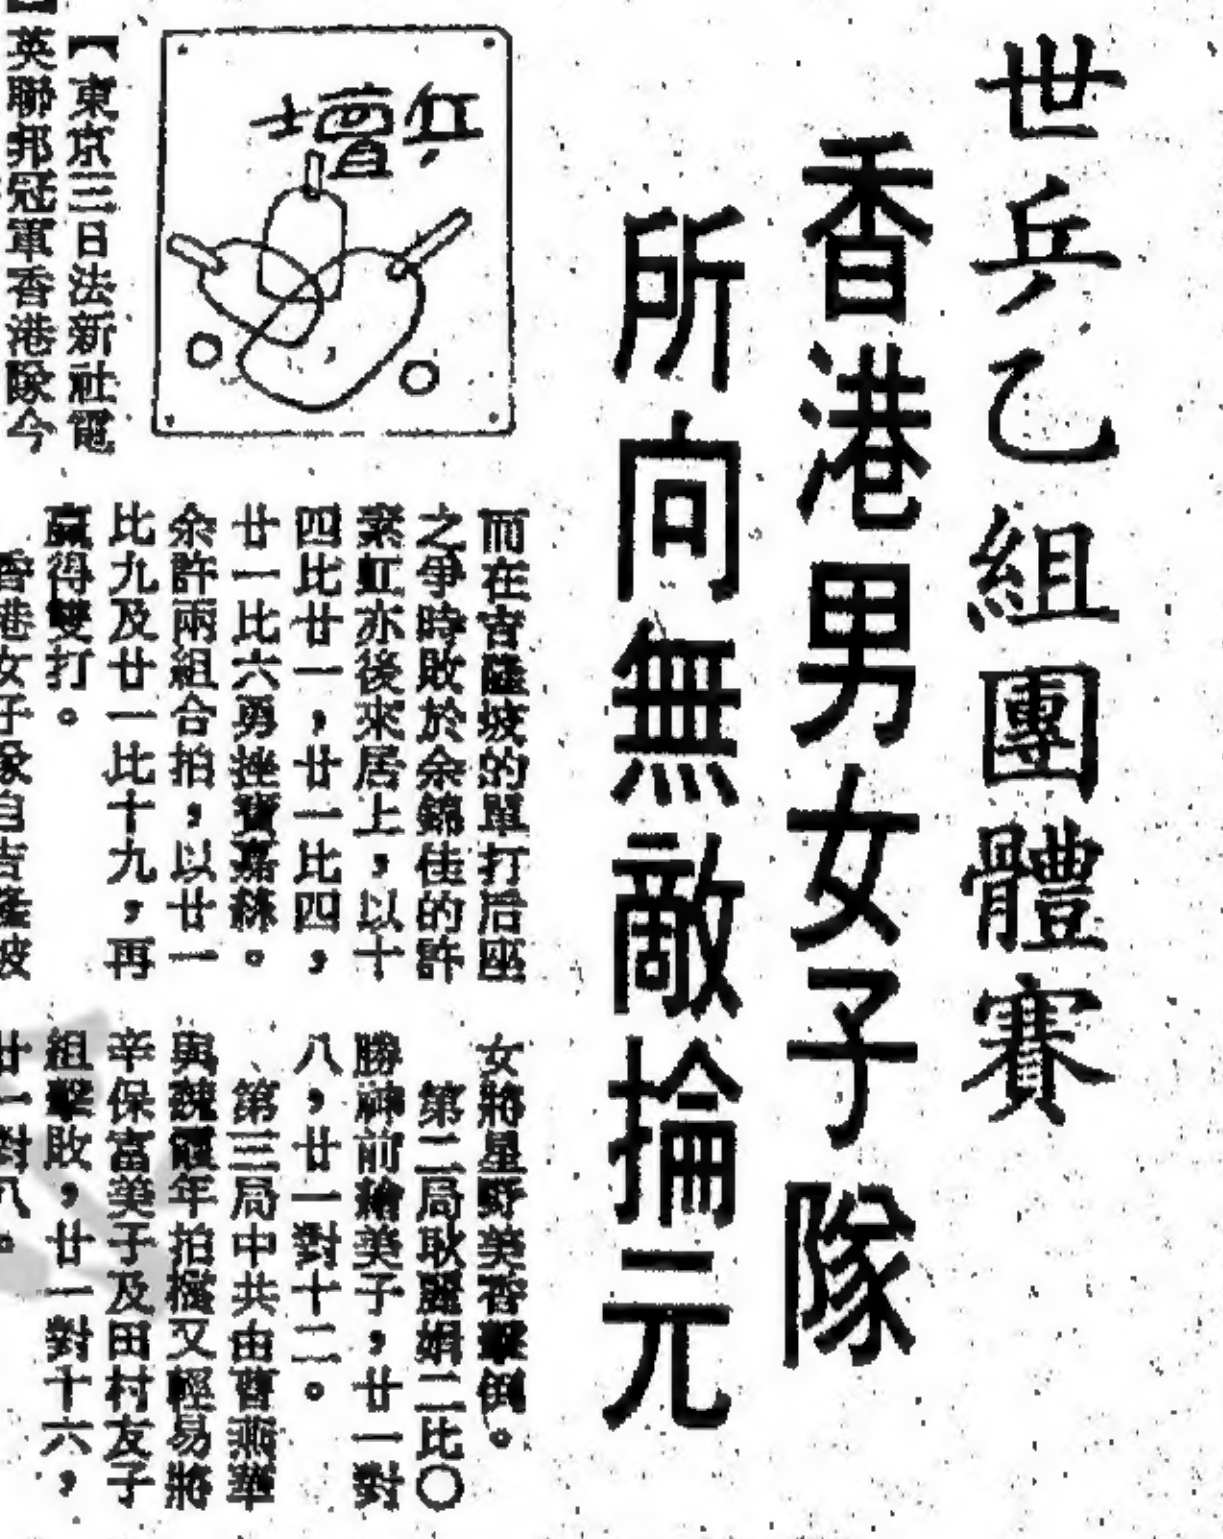 世乒乙組團體賽
香港男女子隊
所向無敵掄元
乒壇
【東京三日法新社電
】英聯邦冠軍香港隊今
而在吉隆坡的單打后座
之爭時敗於余錦佳的許
素虹亦後來居上，以十
四比廿一，廿一比四，
廿一比六勇挫寶嘉絲。
余許兩組合拍，以廿一
比九及廿一比十九，再
贏得雙打。
香港女子隊自吉隆坡
女將星野美香擊倒。
第二局耿麗娟二比〇
勝神前繪美子，廿一對
八，廿一對十二。
第三局中共由曹燕華
與魏 年拍檔又輕易將
辛保富美子及田村友子
組擊敗，廿一對十六，
廿一對八。